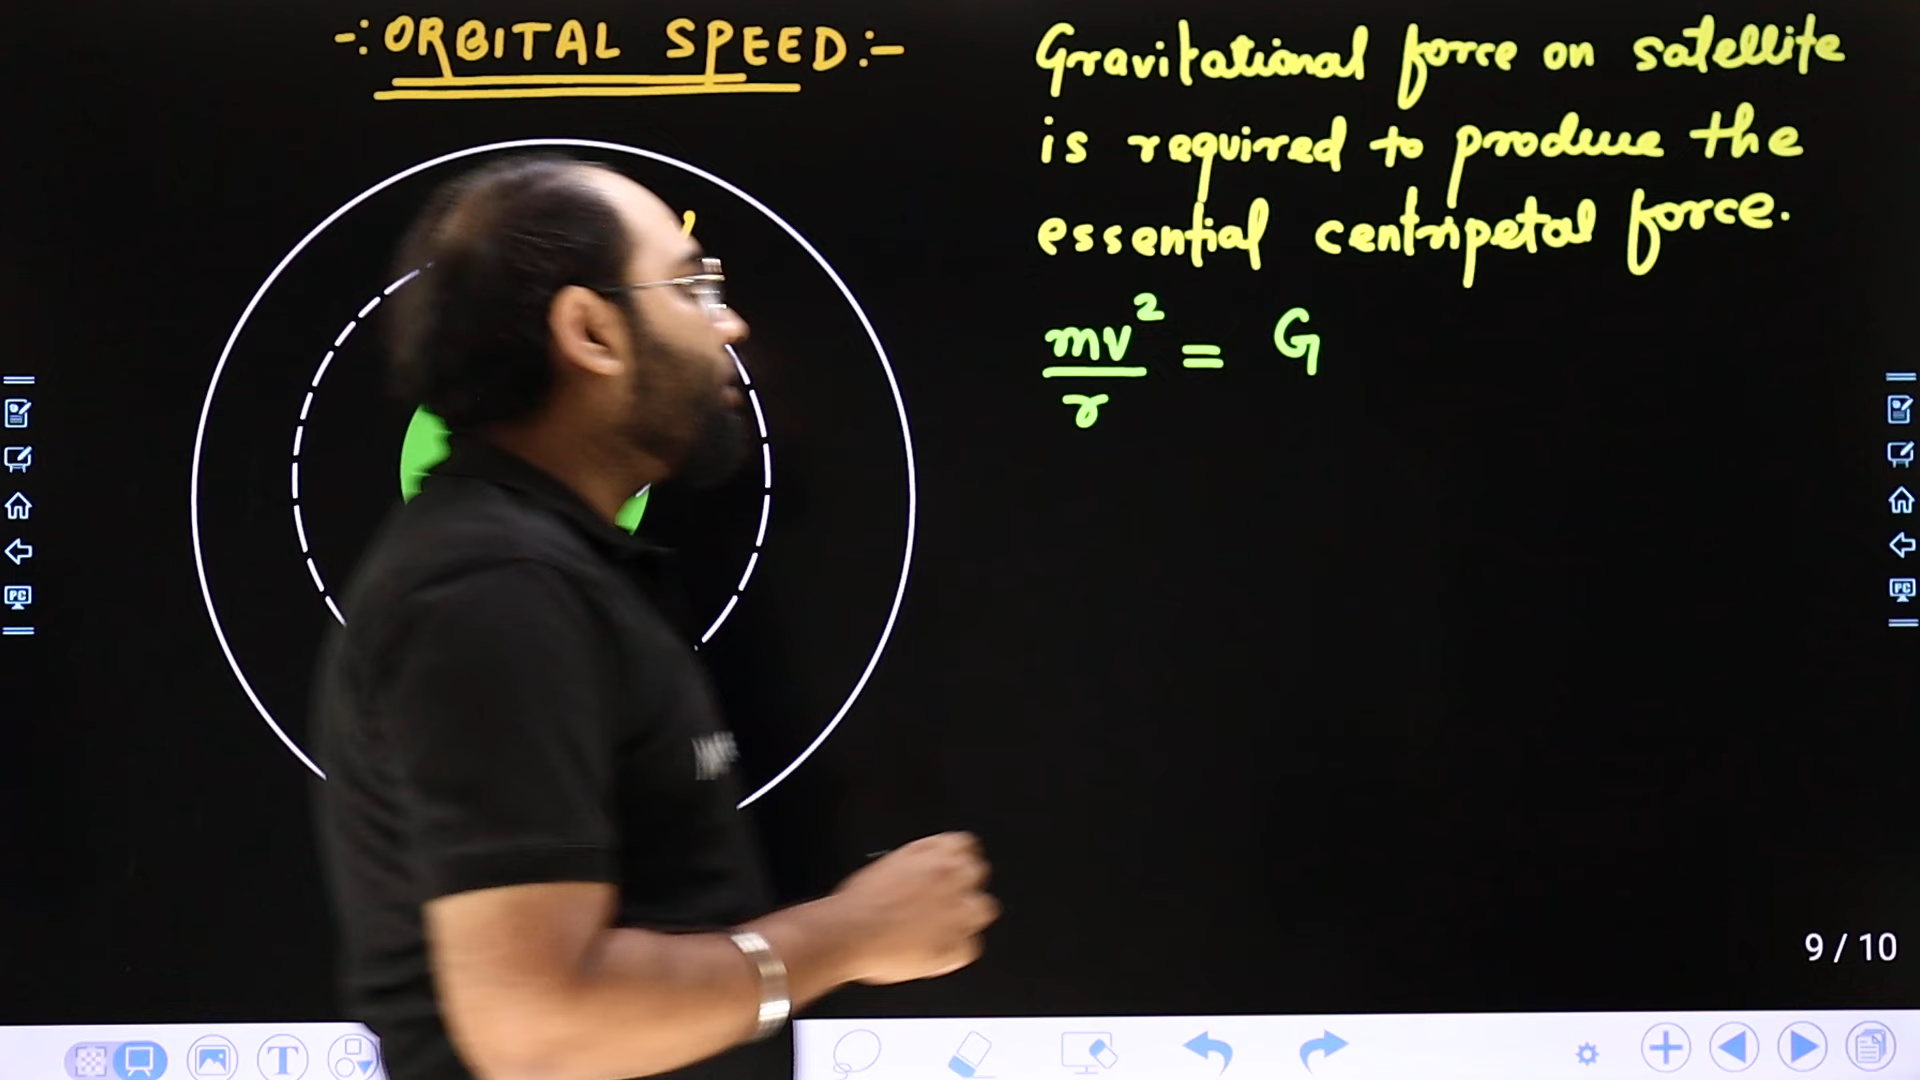 -: ORBITAL SPEED :-
Gravitational force on satellite
is required to produce the
essential centripetal force.
mv²/r = G
9 / 10